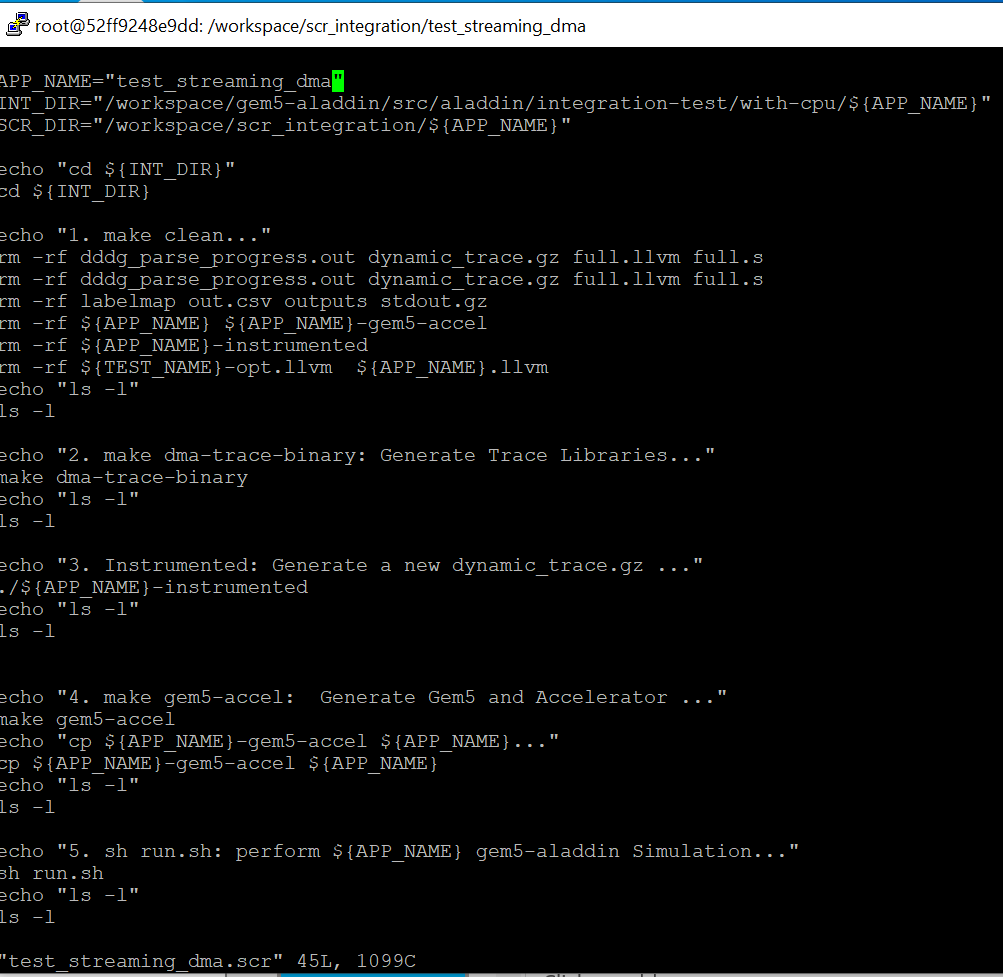 root@52ff9248e9dd: /workspace/scr_integration/test_streaming_dma
APP_NAME="test_streaming_dma"
INT_DIR="/workspace/gem5-aladdin/src/aladdin/integration-test/with-cpu/${APP_NAME}"
SCR_DIR="/workspace/scr_integration/${APP_NAME}"
echo "cd ${INT_DIR}"
cd ${INT_DIR}
echo "1. make clean..."
rm -rf dddg_parse_progress.out dynamic_trace.gz full.llvm full.s
rm -rf dddg_parse_progress.out dynamic_trace.gz full.llvm full.s
rm -rf labelmap out.csv outputs stdout.gz
rm -rf ${APP_NAME} ${APP_NAME}-gem5-accel
rm -rf ${APP_NAME}-instrumented
rm -rf ${TEST_NAME}-opt.llvm  ${APP_NAME}.llvm
echo "ls -l"
ls -l
echo "2. make dma-trace-binary: Generate Trace Libraries..."
make dma-trace-binary
echo "ls -l"
ls -l
echo "3. Instrumented: Generate a new dynamic_trace.gz ..."
./${APP_NAME}-instrumented
echo "ls -l"
ls -l
echo "4. make gem5-accel:  Generate Gem5 and Accelerator ..."
make gem5-accel
echo "cp ${APP_NAME}-gem5-accel ${APP_NAME}..."
cp ${APP_NAME}-gem5-accel ${APP_NAME}
echo "ls -l"
ls -l
echo "5. sh run.sh: perform ${APP_NAME} gem5-aladdin Simulation..."
sh run.sh
echo "ls -l"
ls -l
"test_streaming_dma.scr" 45L, 1099C